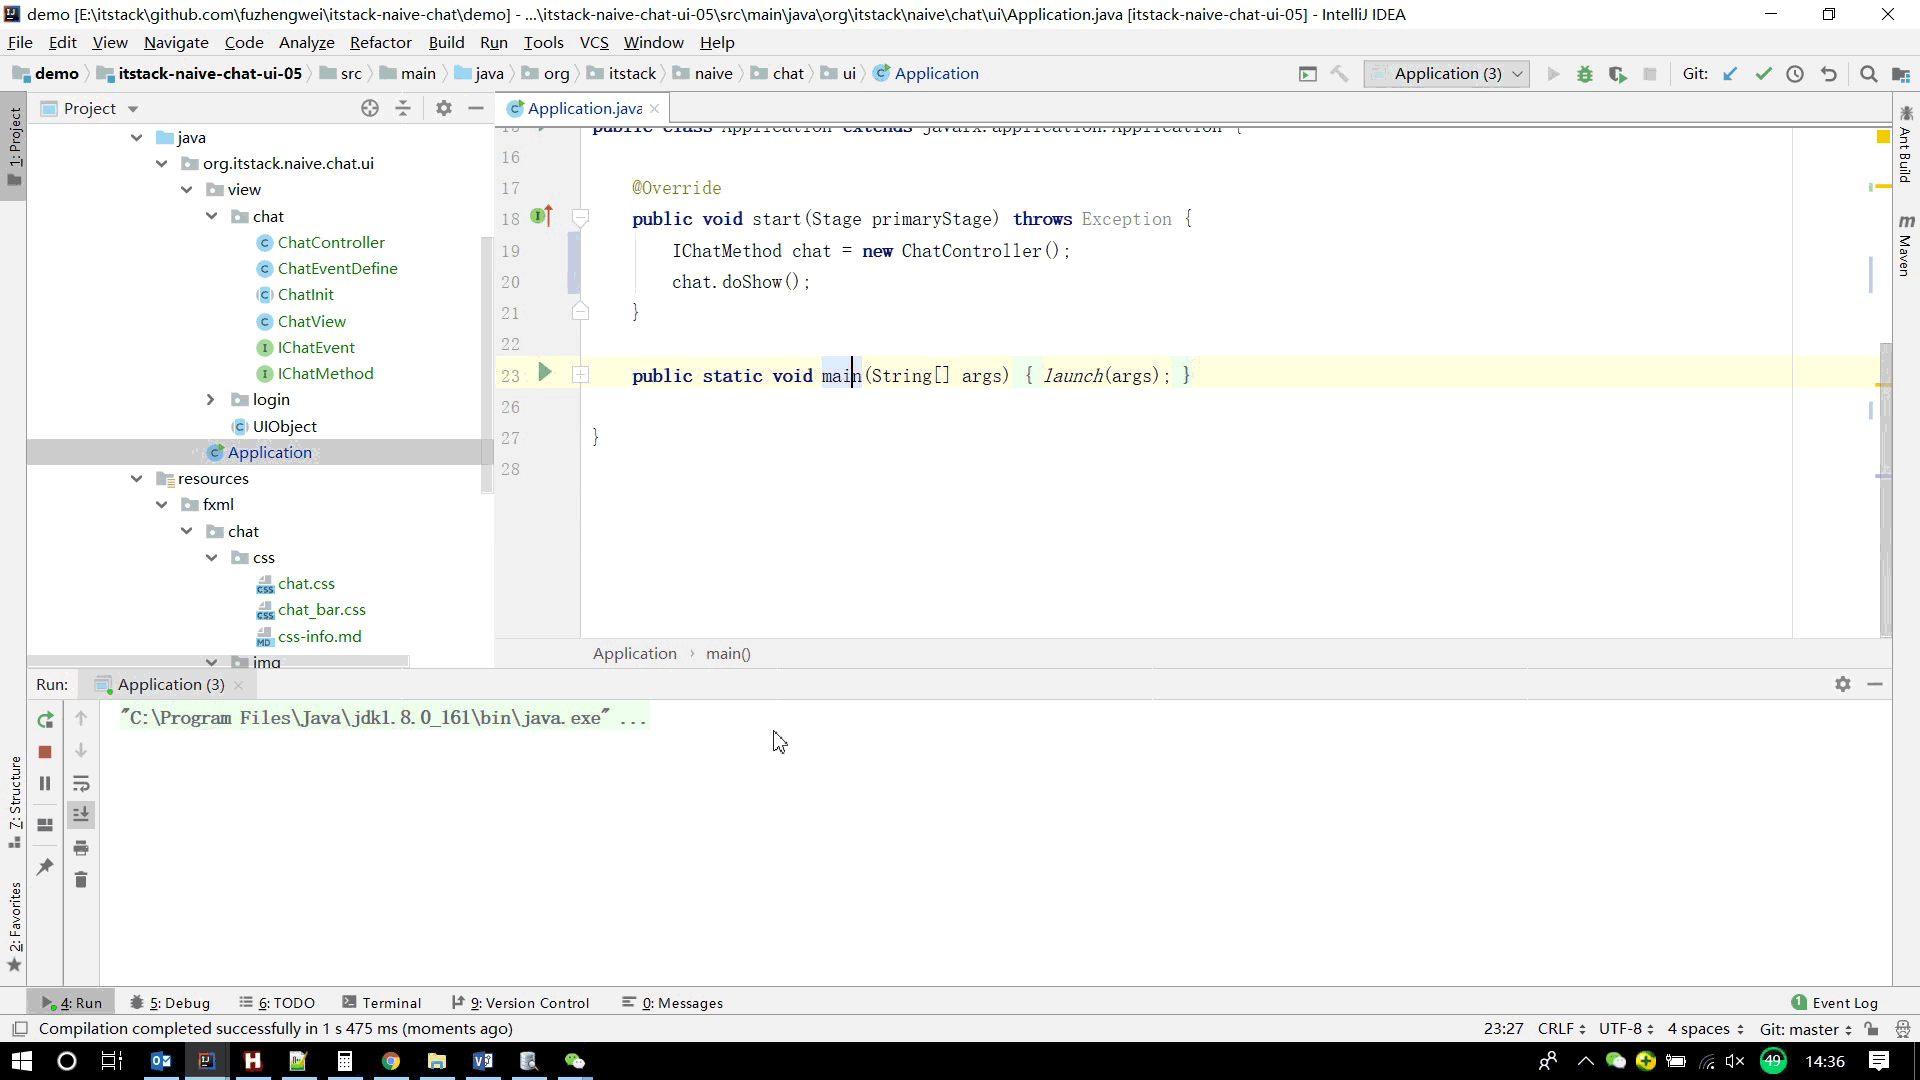 demo [E:\itstack\github.com\fuzhengwei\itstack-naive-chat\demo] - ...\itstack-naive-chat-ui-05\src\main\java\org\itstack\naive\chat\ui\Application.java [itstack-naive-chat-ui-05] - IntelliJ IDEA
File Edit View Navigate Code Analyze Refactor Build Run Tools VCS Window Help
demo itstack-naive-chat-ui-05 src main java org itstack naive chat ui Application Application (3) Git:
1: Project
Project
java
org.itstack.naive.chat.ui
view
chat
ChatController
ChatEventDefine
ChatInit
ChatView
IChatEvent
IChatMethod
login
UIObject
Application
resources
fxml
chat
css
chat.css
chat_bar.css
css-info.md
img
Application.java
public class Application extends javafx.application.Application {
16
17 @Override
18 public void start(Stage primaryStage) throws Exception {
19 IChatMethod chat = new ChatController();
20 chat.doShow();
21 }
22
23 public static void main(String[] args) { launch(args); }
26
27 }
28
Application › main()
Ant Build
Maven
Run: Application (3)
"C:\Program Files\Java\jdk1.8.0_161\bin\java.exe" ...
7: Structure
2: Favorites
4: Run 5: Debug 6: TODO Terminal 9: Version Control 0: Messages 1 Event Log
Compilation completed successfully in 1 s 475 ms (moments ago) 23:27 CRLF UTF-8 4 spaces Git: master
49 14:36